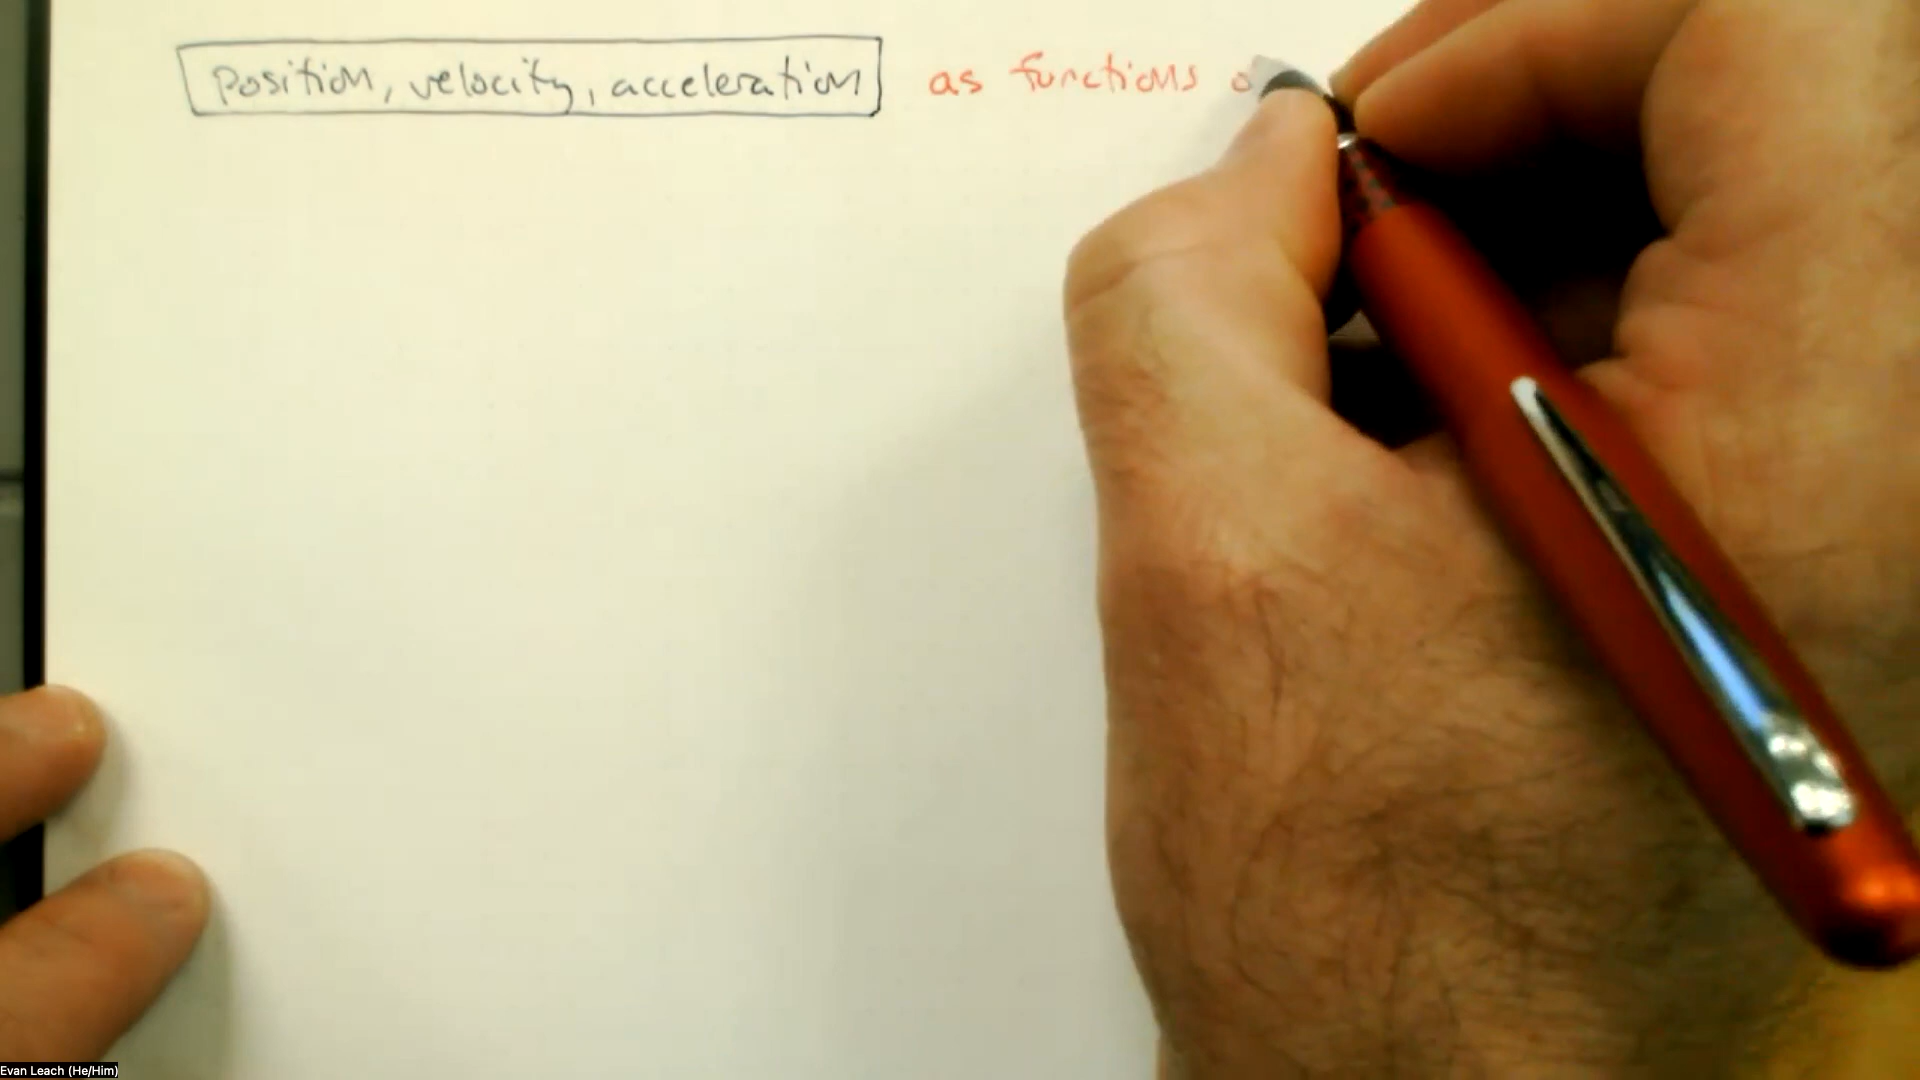 position, velocity, acceleration as functions o
Evan Leach (He/Him)